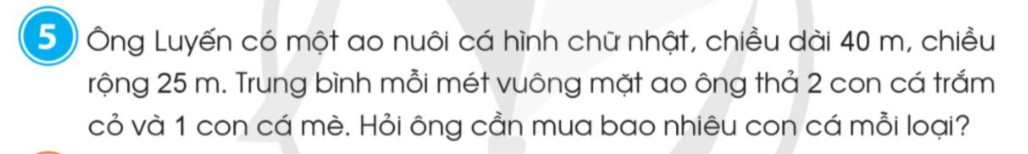 5 Ông Luyến có một ao nuôi cá hình chữ nhật, chiều dài 40 m, chiều
rộng 25 m. Trung bình mỗi mét vuông mặt ao ông thả 2 con cá trắm
cỏ và 1 con cá mè. Hỏi ông cần mua bao nhiêu con cá mỗi loại?